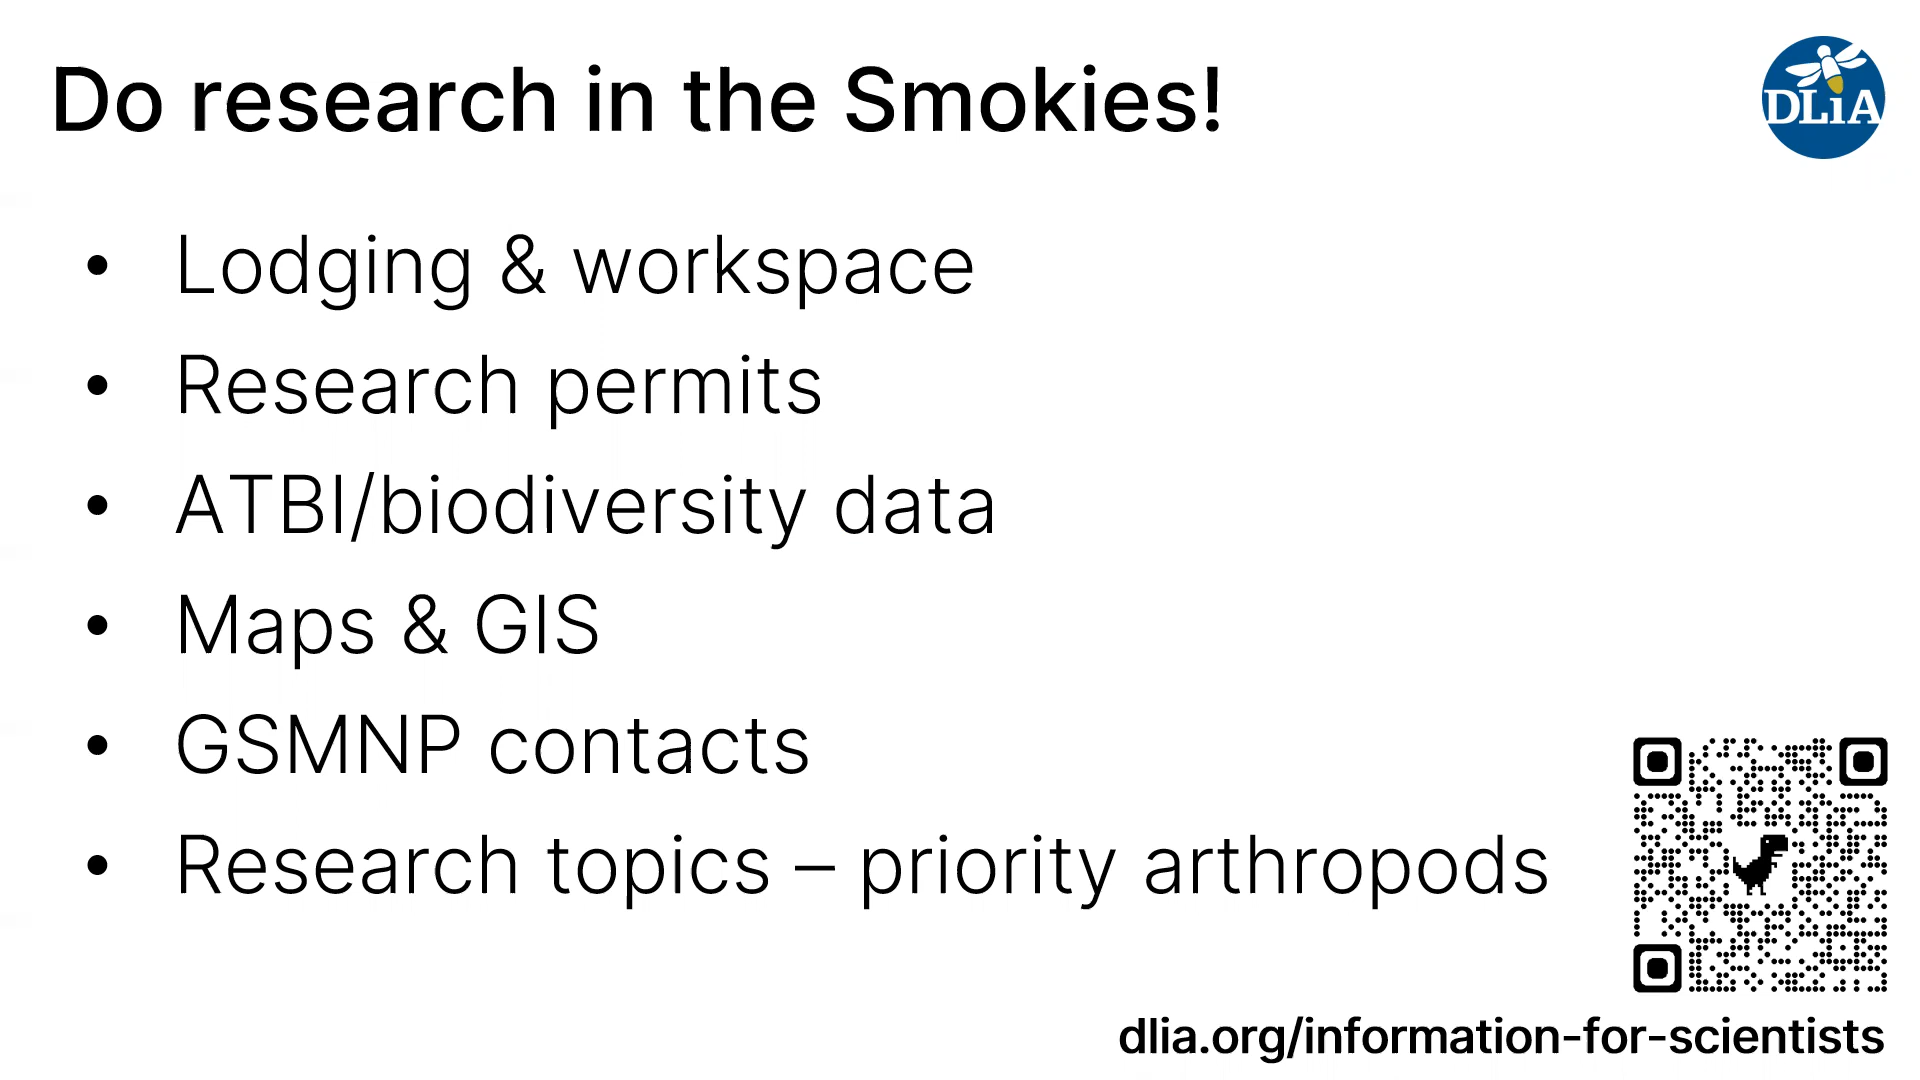 Do research in the Smokies!
DLiA
• Lodging & workspace
• Research permits
• ATBI/biodiversity data
• Maps & GIS
• GSMNP contacts
• Research topics – priority arthropods
dlia.org/information-for-scientists